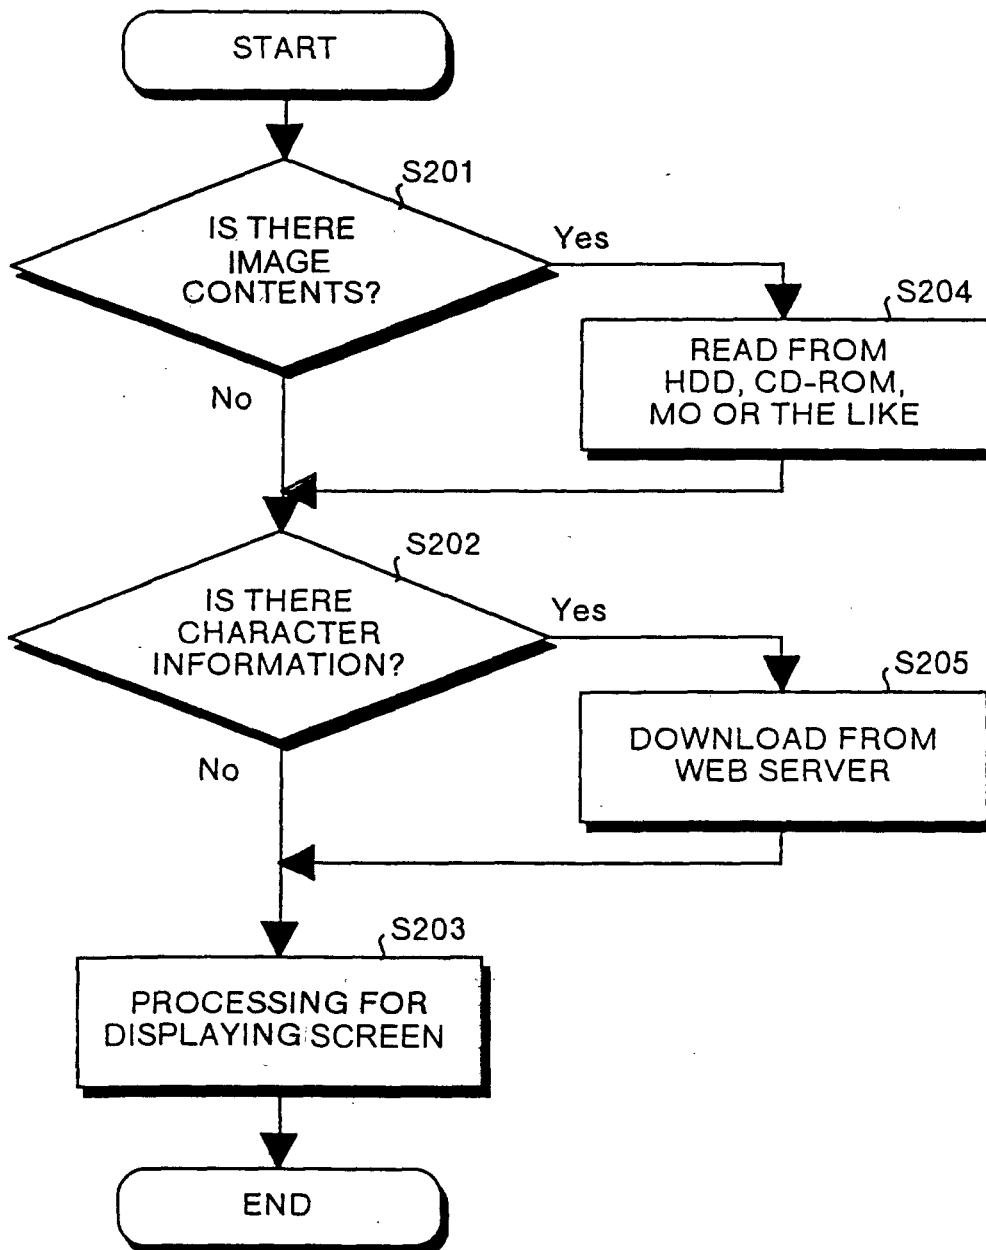 START
S201
IS THERE
IMAGE
CONTENTS?
Yes
No
S204
READ FROM
HDD, CD-ROM,
MO OR THE LIKE
S202
IS THERE
CHARACTER
INFORMATION?
Yes
No
S205
DOWNLOAD FROM
WEB SERVER
S203
PROCESSING FOR
DISPLAYING SCREEN
END